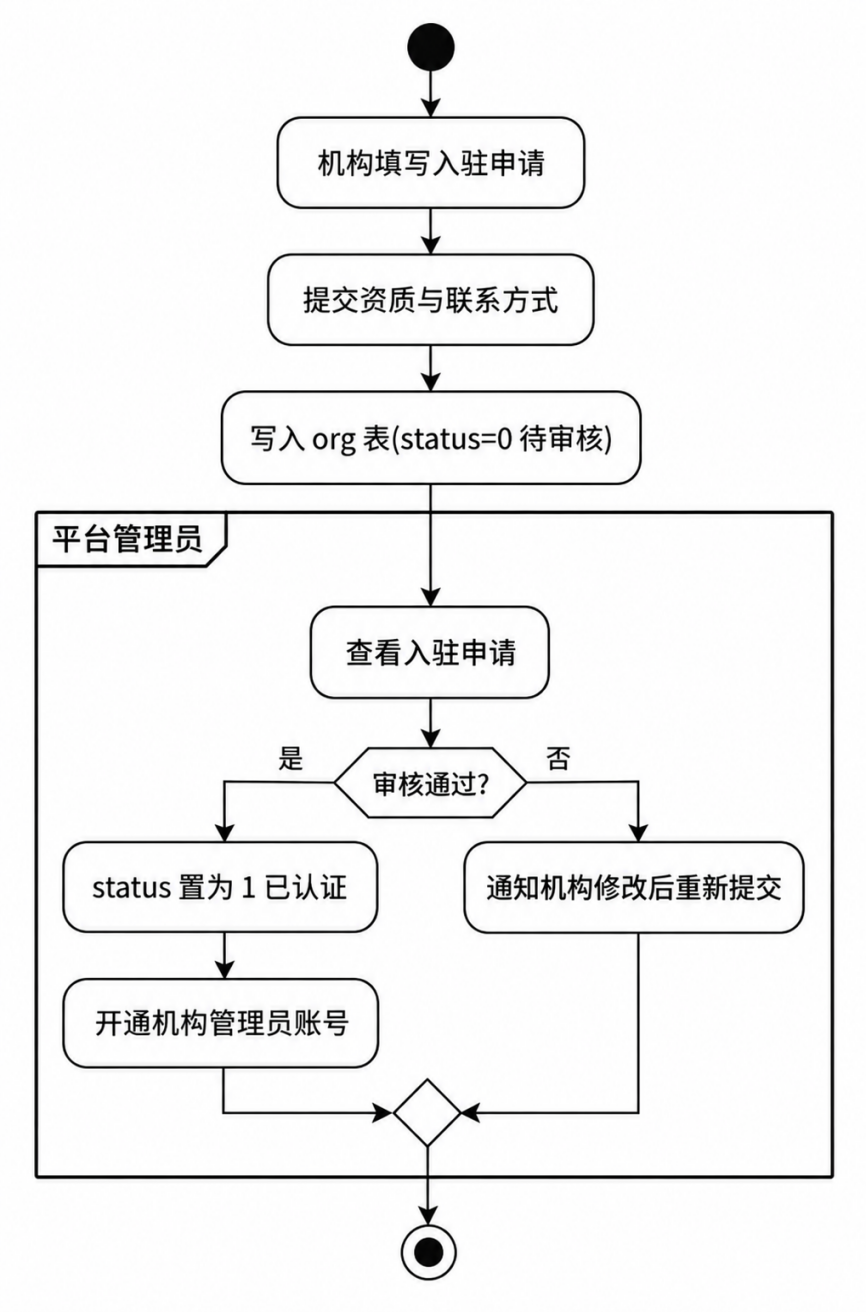 机构填写入驻申请
提交资质与联系方式
写入 org 表(status=0 待审核)
平台管理员
查看入驻申请
审核通过?
是
否
status 置为 1 已认证
通知机构修改后重新提交
开通机构管理员账号